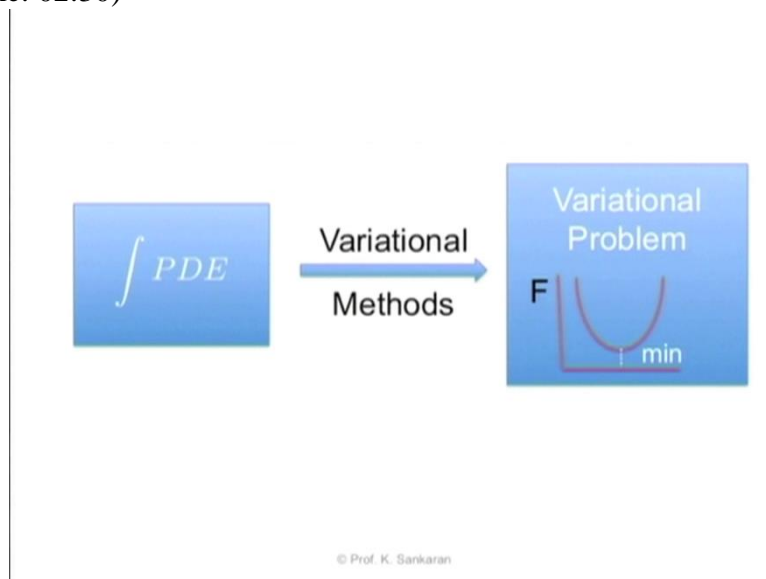 ∫ PDE
Variational
Methods
Variational
Problem
F
min
© Prof. K. Sankaran